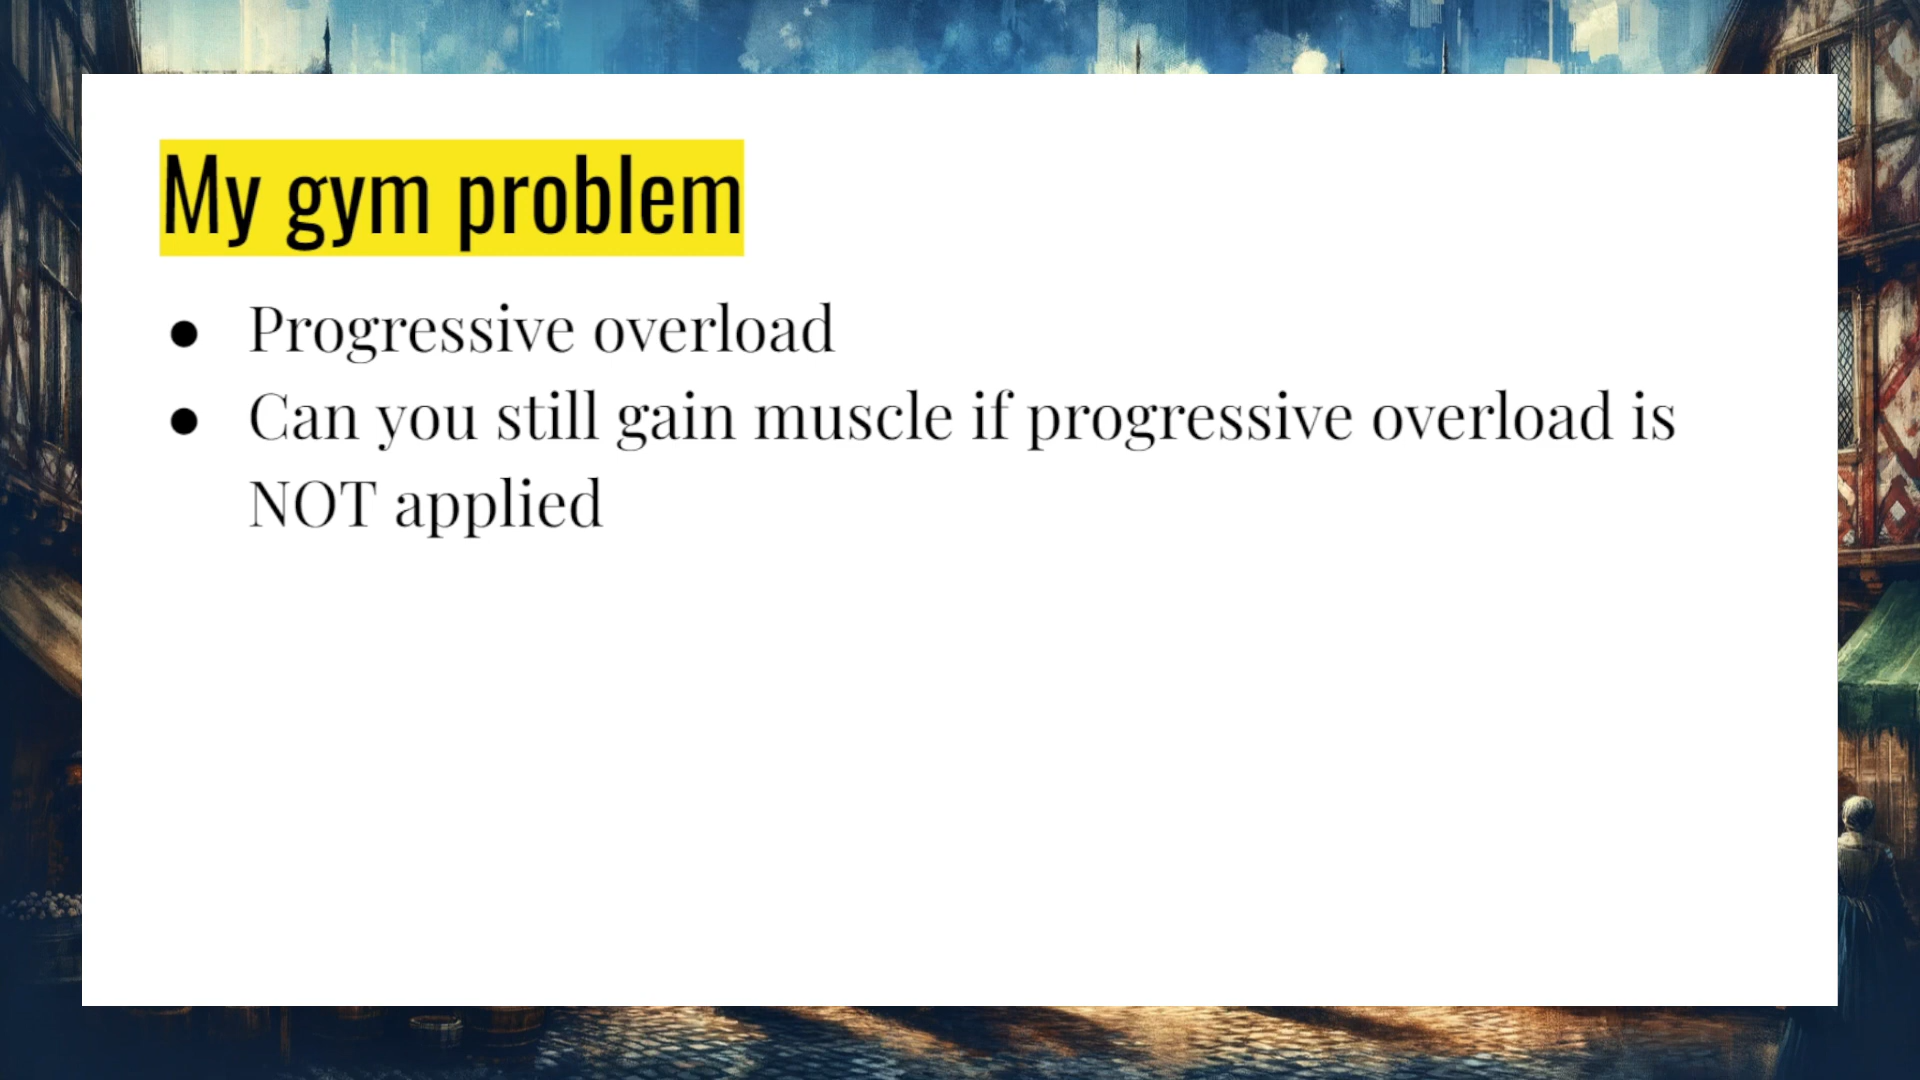 My gym problem
● Progressive overload
● Can you still gain muscle if progressive overload is
NOT applied